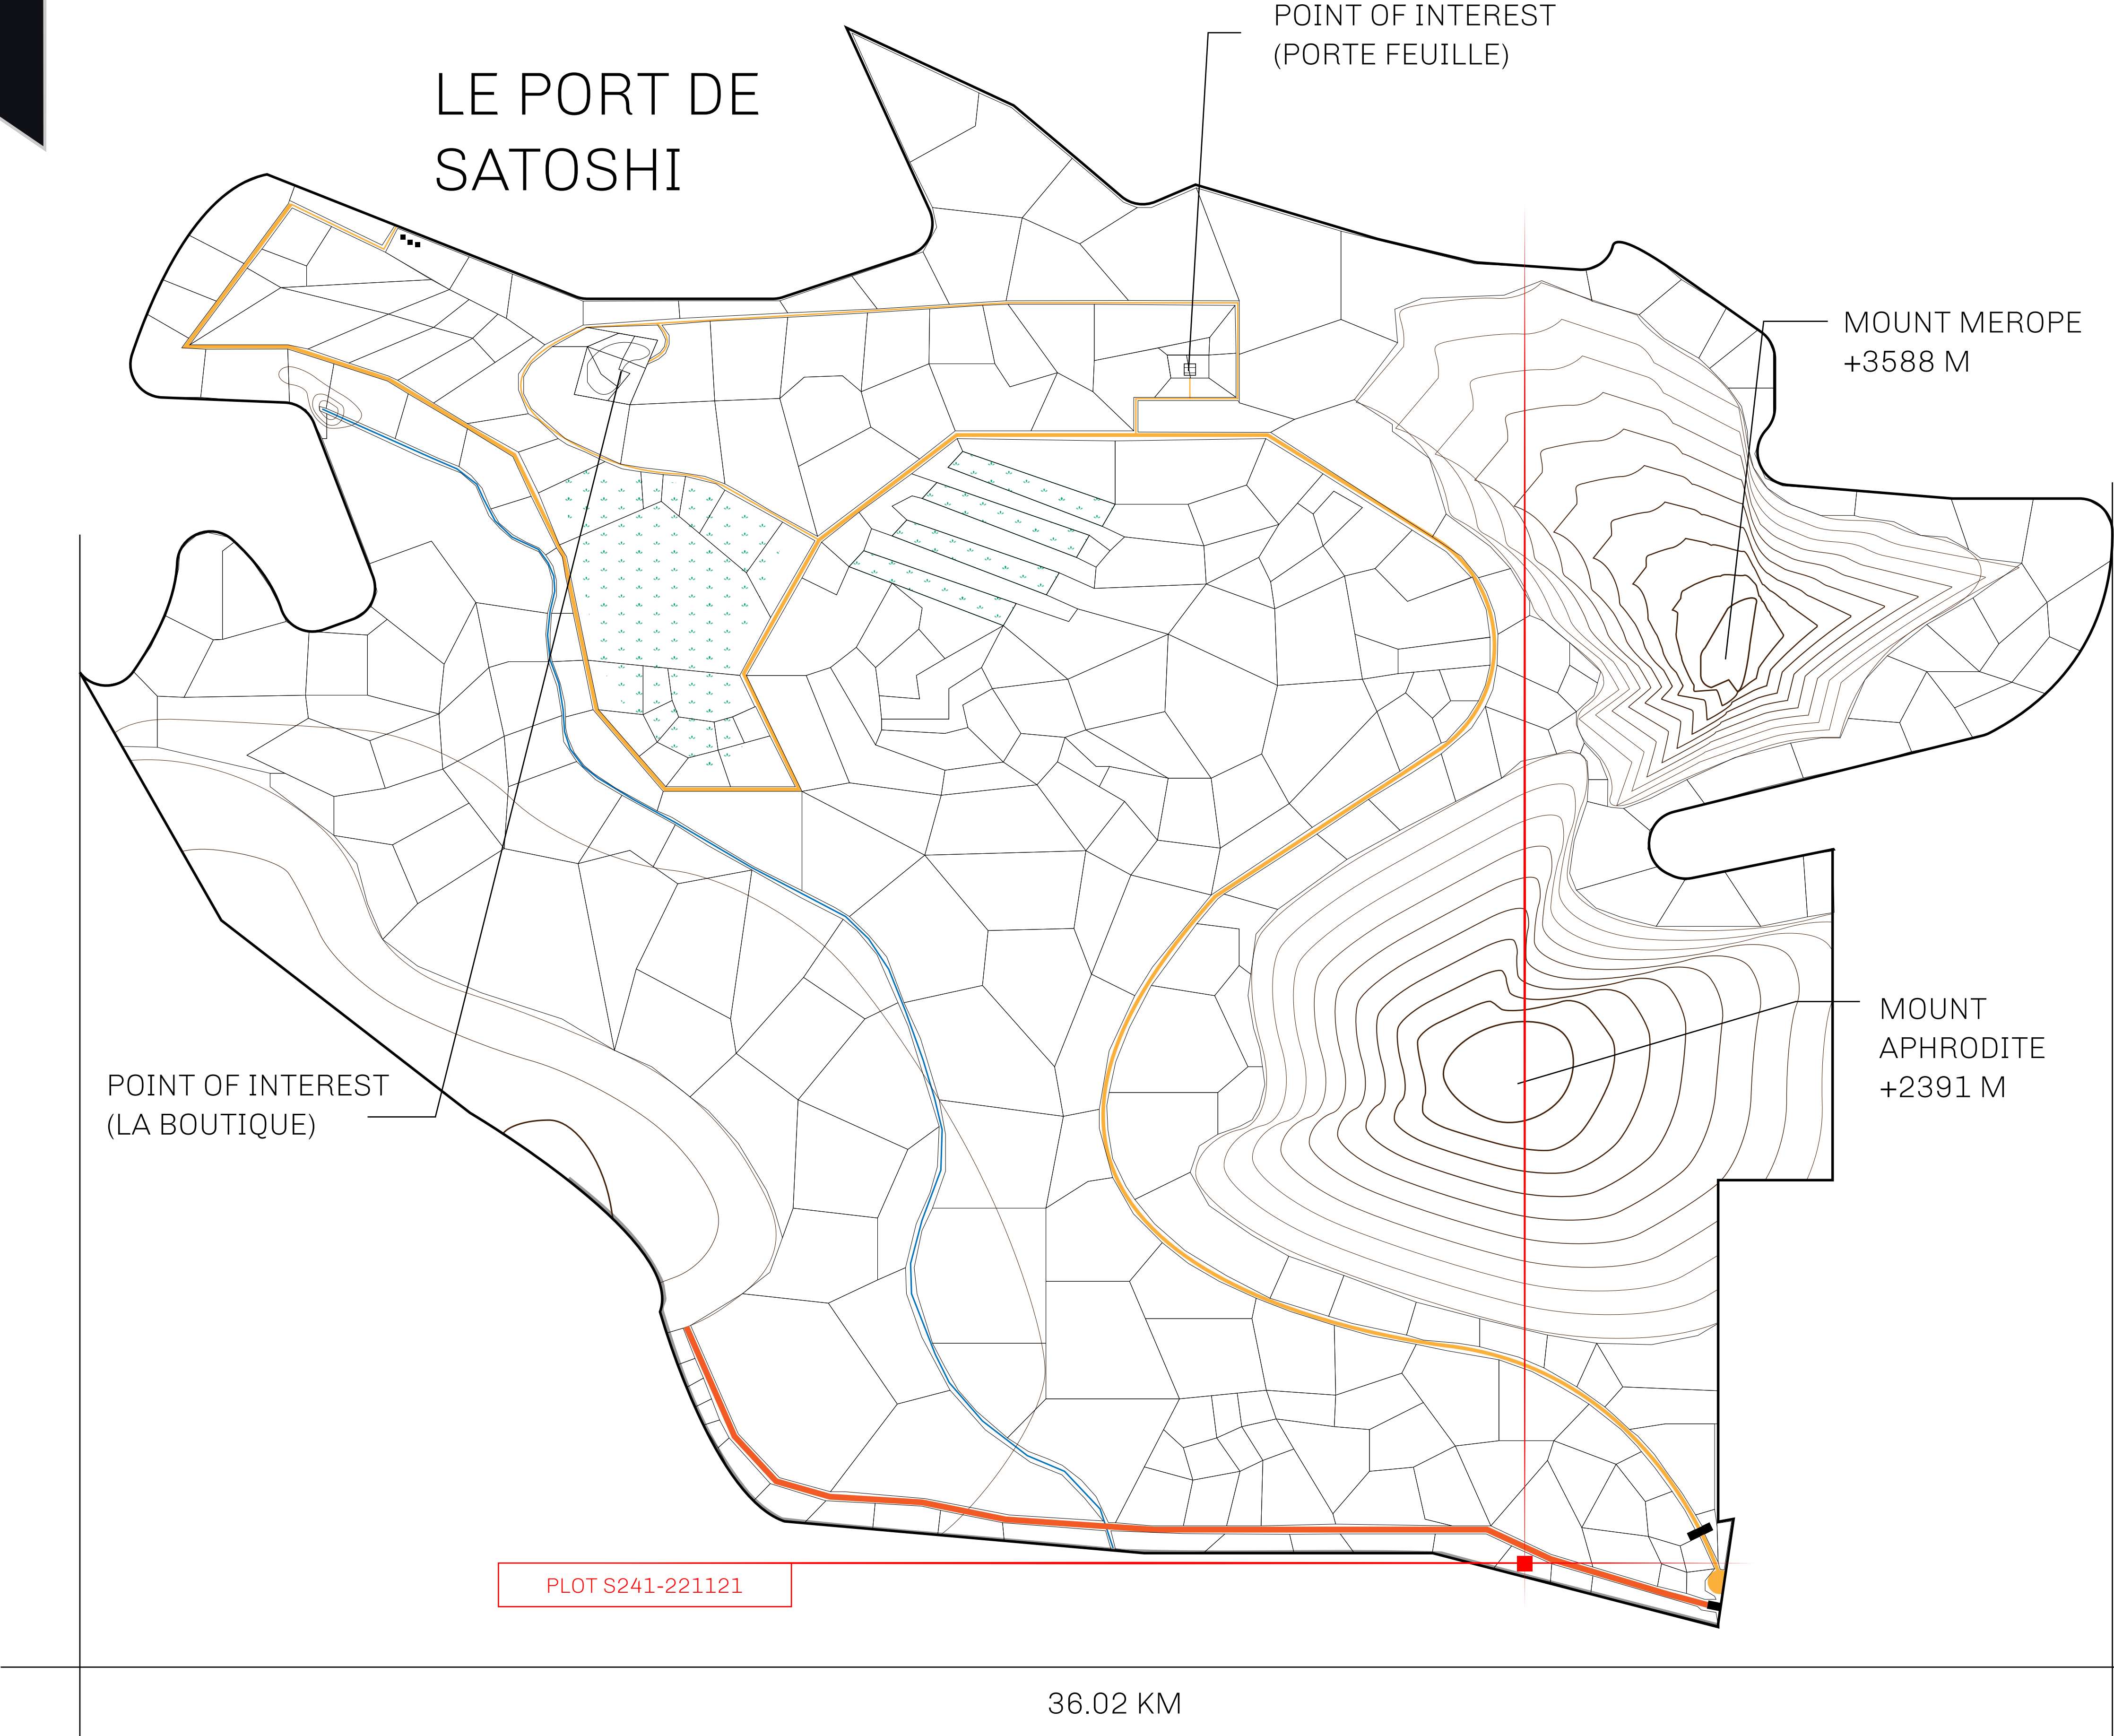 POINT OF INTEREST
(PORTE FEUILLE)
LE PORT DE
SATOSHI
MOUNT MEROPE
+3588 M
MOUNT
APHRODITE
+2391 M
POINT OF INTEREST
(LA BOUTIQUE)
PLOT S241-221121
36.02 KM